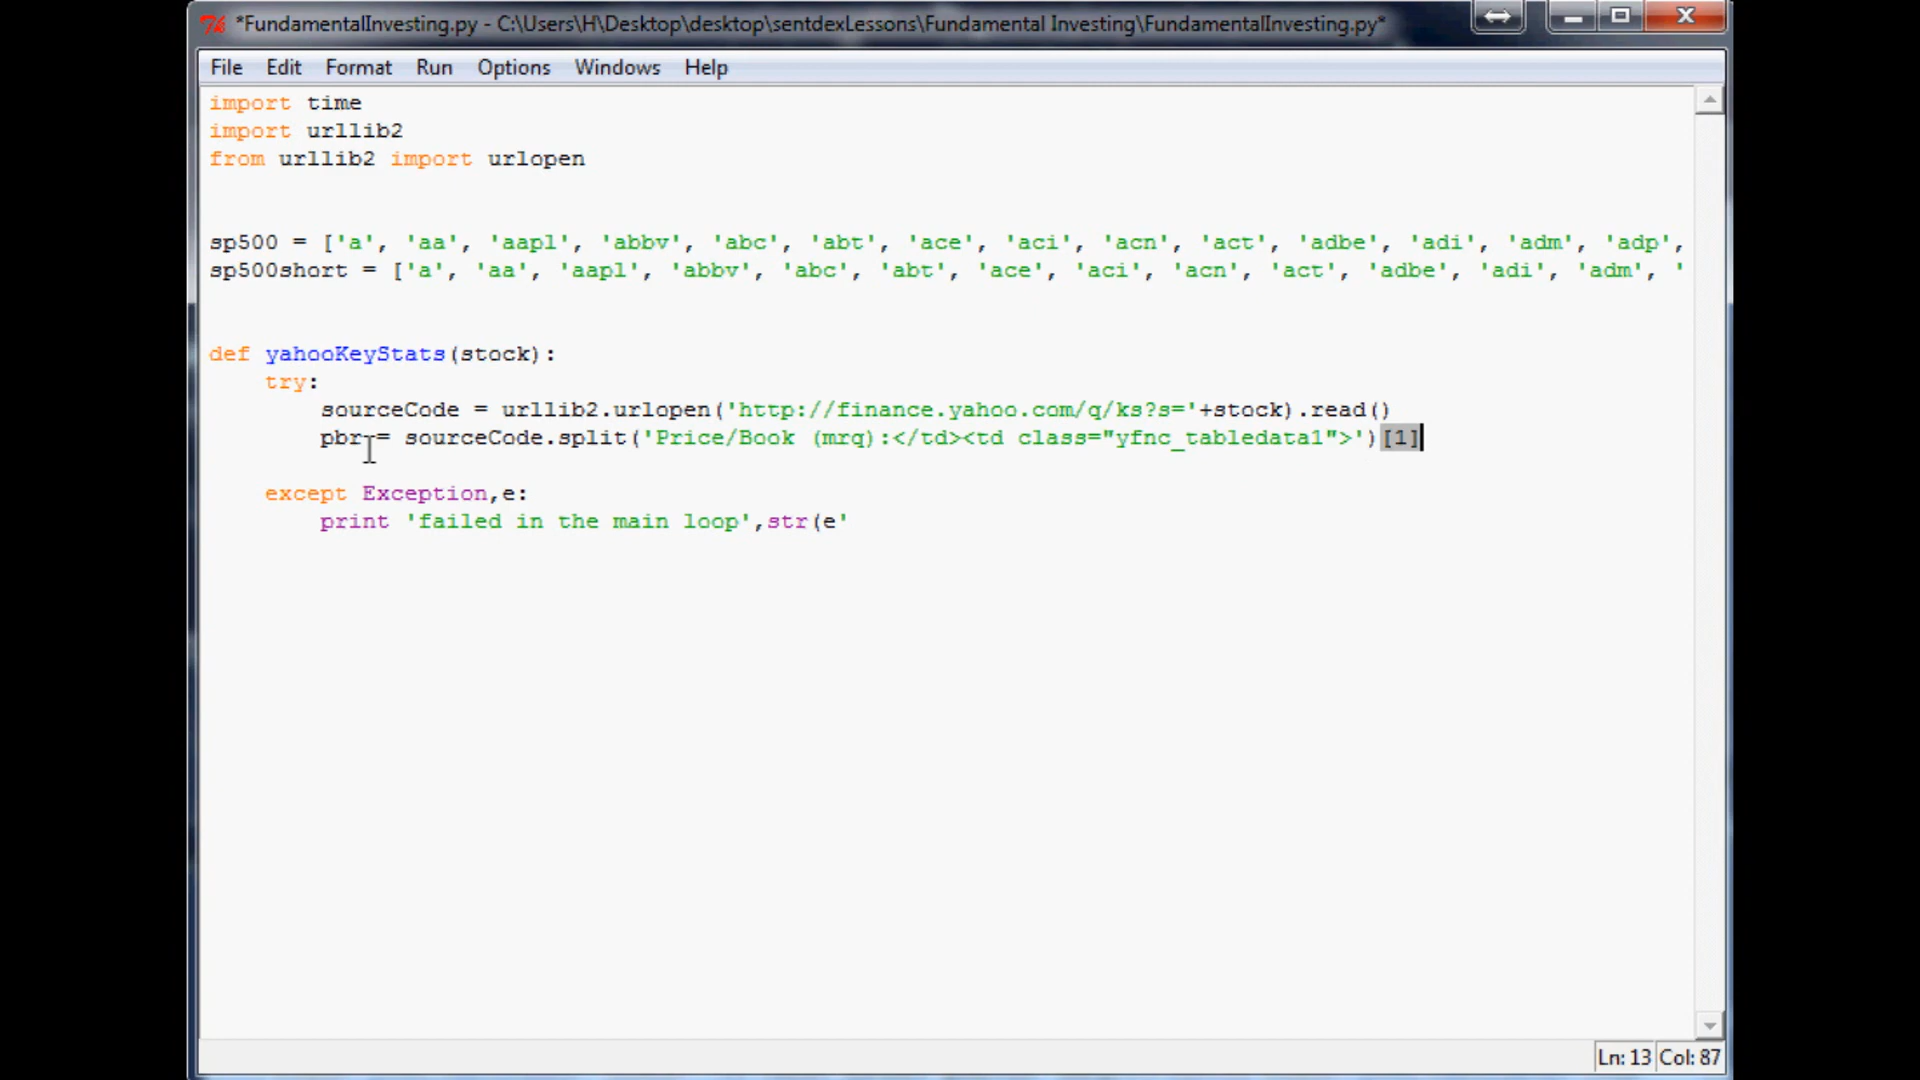 *FundamentalInvesting.py - C:\Users\H\Desktop\desktop\sentdexLessons\Fundamental Investing\FundamentalInvesting.py*
File Edit Format Run Options Windows Help
import time
import urllib2
from urllib2 import urlopen
sp500 = ['a', 'aa', 'aapl', 'abbv', 'abc', 'abt', 'ace', 'aci', 'acn', 'act', 'adbe', 'adi', 'adm', 'adp',
sp500short = ['a', 'aa', 'aapl', 'abbv', 'abc', 'abt', 'ace', 'aci', 'acn', 'act', 'adbe', 'adi', 'adm', '
def yahooKeyStats(stock):
    try:
        sourceCode = urllib2.urlopen('http://finance.yahoo.com/q/ks?s='+stock).read()
        pbr = sourceCode.split('Price/Book (mrq):</td><td class="yfnc_tabledata1">')[1]
    except Exception,e:
        print 'failed in the main loop',str(e'
Ln: 13 Col: 87